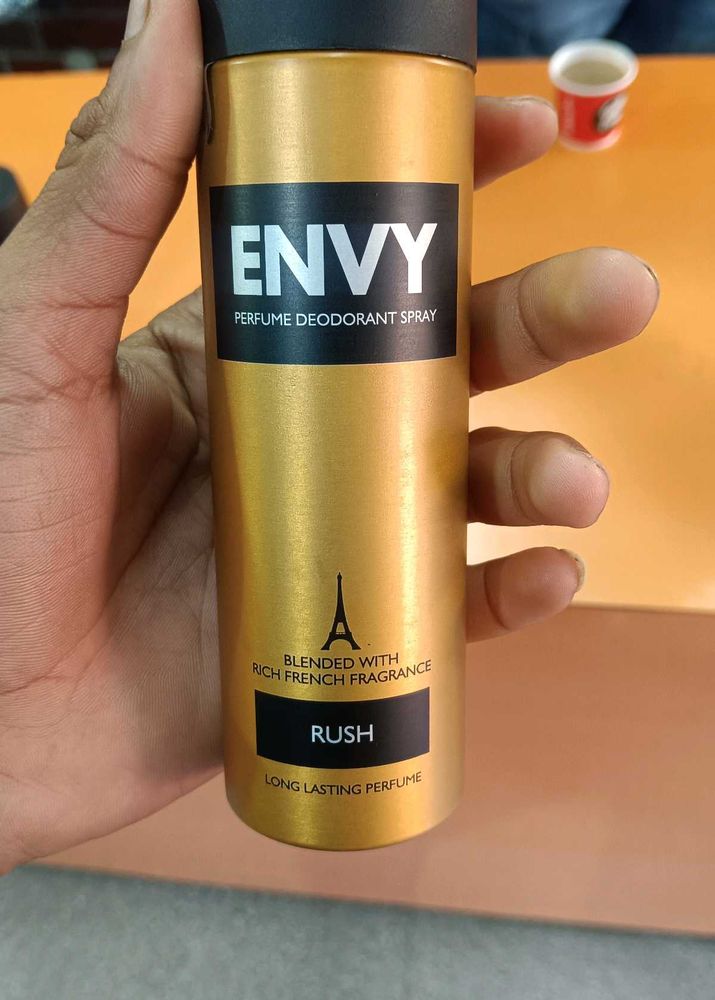 ENVY
PERFUME DEODORANT SPRAY
BLENDED WITH
RICH FRENCH FRAGRANCE
RUSH
LONG LASTING PERFUME